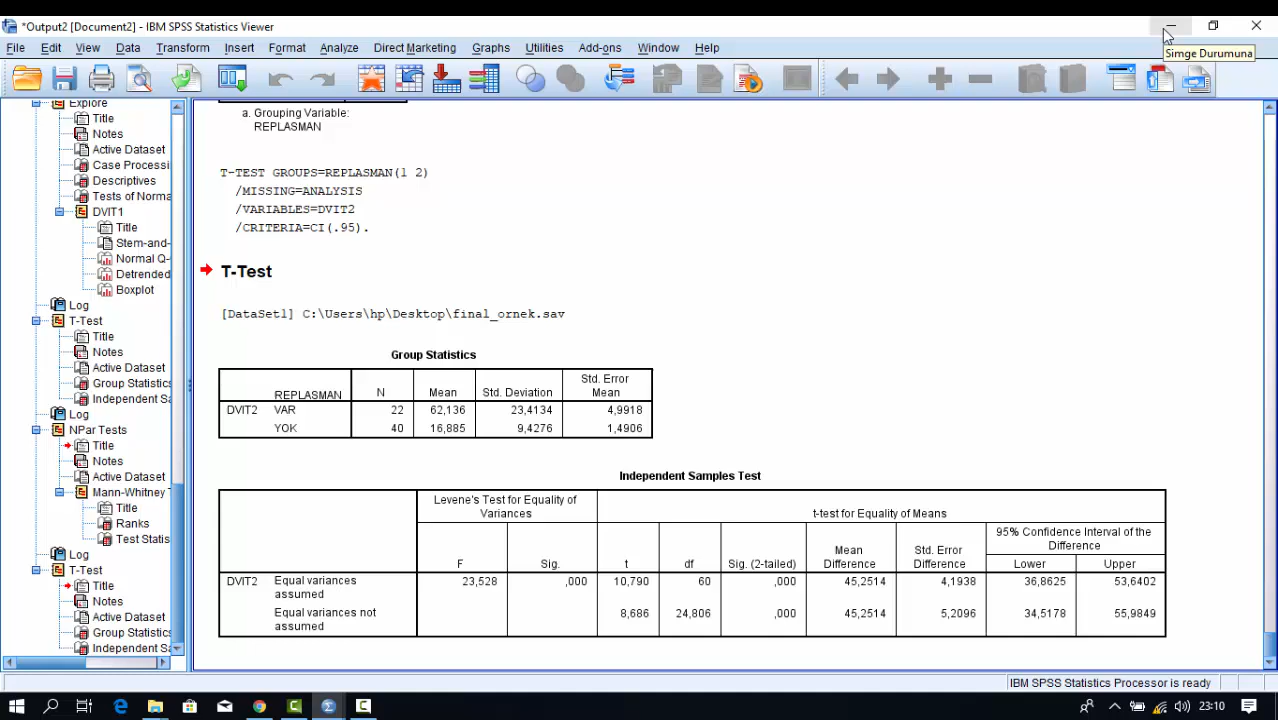 *Output2 [Document2] - IBM SPSS Statistics Viewer
Simge Durumuna
File Edit View Data Transform Insert Format Analyze Direct Marketing Graphs Utilities Add-ons Window Help
Explore
Title
Notes
Active Dataset
Case Processi
Descriptives
Tests of Norma
DVIT1
Title
Stem-and-
Normal Q-
Detrended
Boxplot
Log
T-Test
Title
Notes
Active Dataset
Group Statistics
Independent Sa
Log
NPar Tests
Title
Notes
Active Dataset
Mann-Whitney
Title
Ranks
Test Statis
Log
T-Test
Title
Notes
Active Dataset
Group Statistics
Independent Sa
a. Grouping Variable:
REPLASMAN
T-TEST GROUPS=REPLASMAN(1 2)
/MISSING=ANALYSIS
/VARIABLES=DVIT2
/CRITERIA=CI(.95).
T-Test
[DataSet1] C:\Users\hp\Desktop\final_ornek.sav
Group Statistics
REPLASMAN N Mean Std. Deviation Std. Error Mean
DVIT2 VAR 22 62,136 23,4134 4,9918
YOK 40 16,885 9,4276 1,4906
Independent Samples Test
Levene's Test for Equality of Variances t-test for Equality of Means
95% Confidence Interval of the Difference
F Sig. t df Sig. (2-tailed) Mean Difference Std. Error Difference Lower Upper
DVIT2 Equal variances assumed 23,528 ,000 10,790 60 ,000 45,2514 4,1938 36,8625 53,6402
Equal variances not assumed 8,686 24,806 ,000 45,2514 5,2096 34,5178 55,9849
IBM SPSS Statistics Processor is ready
23:10